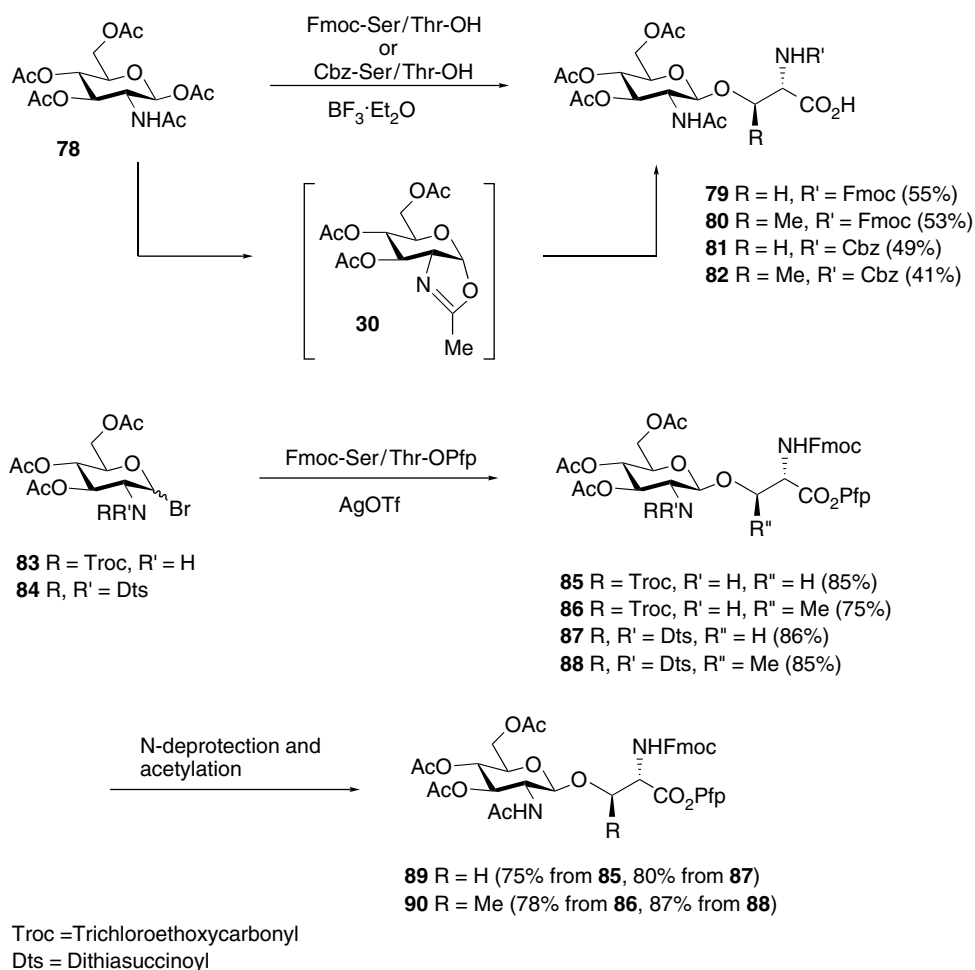 OAc
AcO
O
AcO
OAc
NHAc
78
Fmoc-Ser/Thr-OH
or
Cbz-Ser/Thr-OH
BF3·Et2O
OAc
AcO
O
AcO
O
NHAc
NHR'
CO2H
R
79 R = H, R' = Fmoc (55%)
80 R = Me, R' = Fmoc (53%)
81 R = H, R' = Cbz (49%)
82 R = Me, R' = Cbz (41%)
OAc
AcO
O
AcO
N
O
30
Me
OAc
AcO
O
AcO
RR'N
Br
83 R = Troc, R' = H
84 R, R' = Dts
Fmoc-Ser/Thr-OPfp
AgOTf
OAc
AcO
O
AcO
O
RR'N
NHFmoc
CO2Pfp
R"
85 R = Troc, R' = H, R" = H (85%)
86 R = Troc, R' = H, R" = Me (75%)
87 R, R' = Dts, R" = H (86%)
88 R, R' = Dts, R" = Me (85%)
N-deprotection and
acetylation
OAc
AcO
O
AcO
O
AcHN
NHFmoc
CO2Pfp
R
89 R = H (75% from 85, 80% from 87)
90 R = Me (78% from 86, 87% from 88)
Troc =Trichloroethoxycarbonyl
Dts = Dithiasuccinoyl